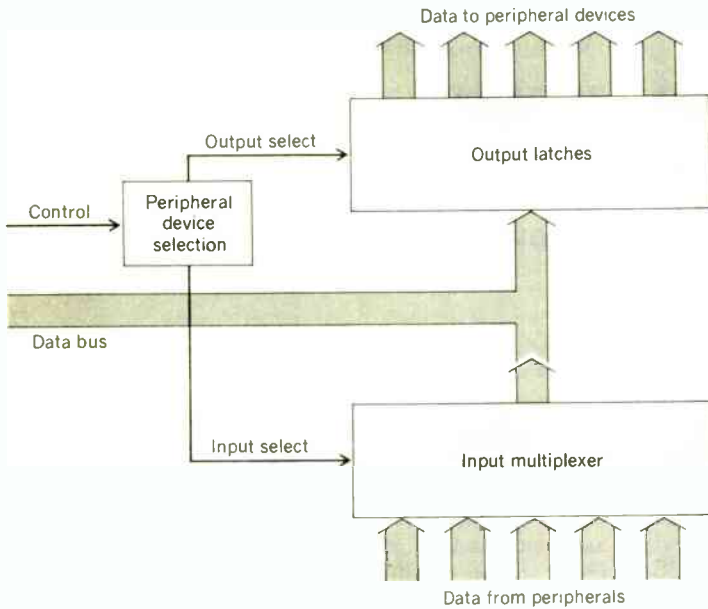 Data to peripheral devices
Output select
Output latches
Control
Peripheral
device
selection
Data bus
Input select
Input multiplexer
Data from peripherals